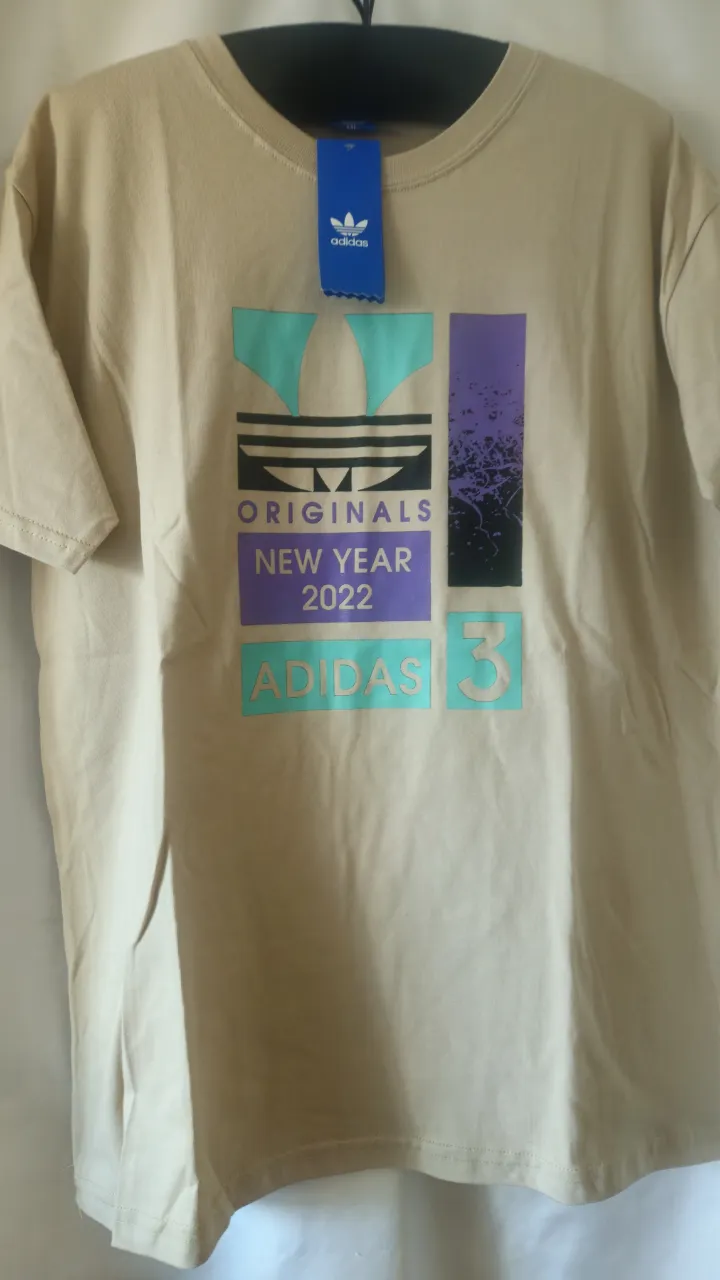 adidas
ORIGINALS
NEW YEAR
2022
ADIDAS
3